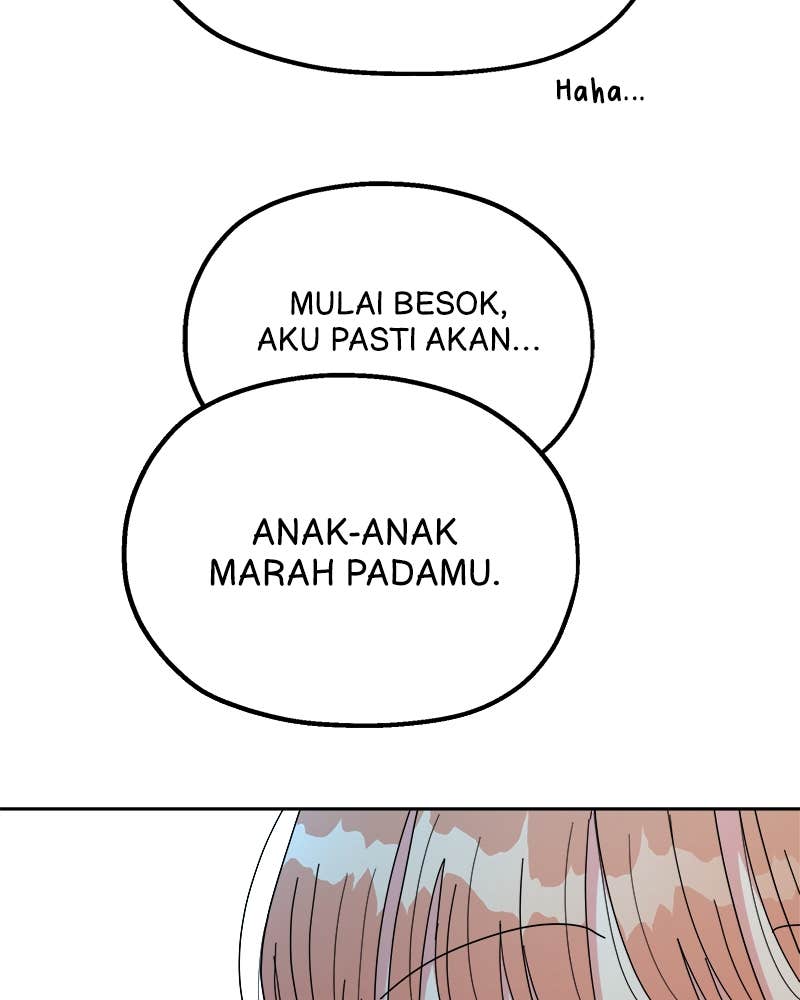 Haha...
MULAI BESOK,
AKU PASTI AKAN...
ANAK-ANAK
MARAH PADAMU.